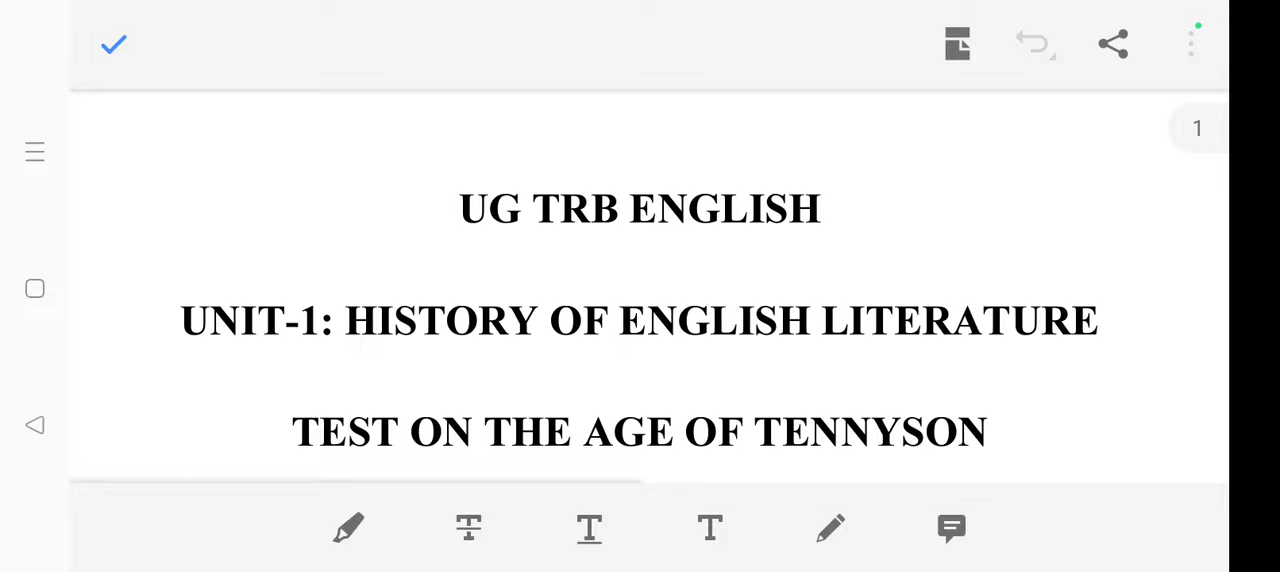 1
UG TRB ENGLISH
UNIT-1: HISTORY OF ENGLISH LITERATURE
TEST ON THE AGE OF TENNYSON